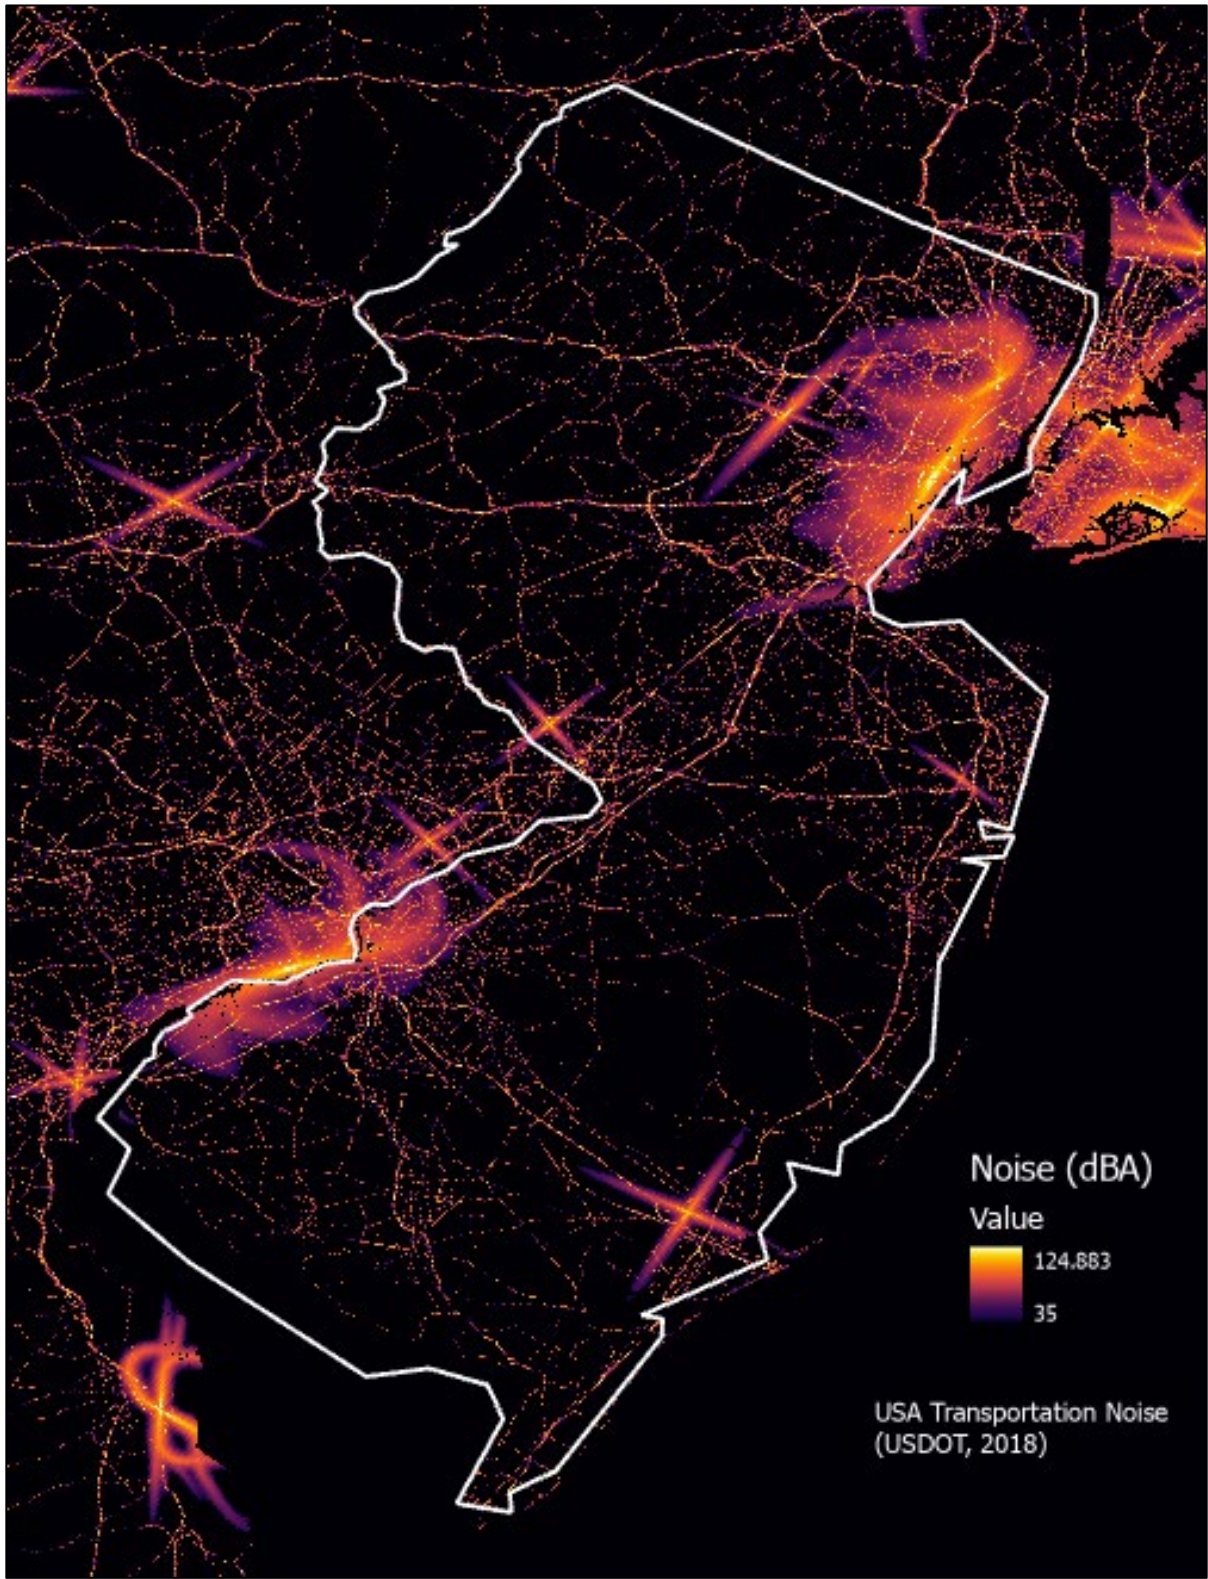 Noise (dBA)
Value
124.883
35
USA Transportation Noise
(USDOT, 2018)